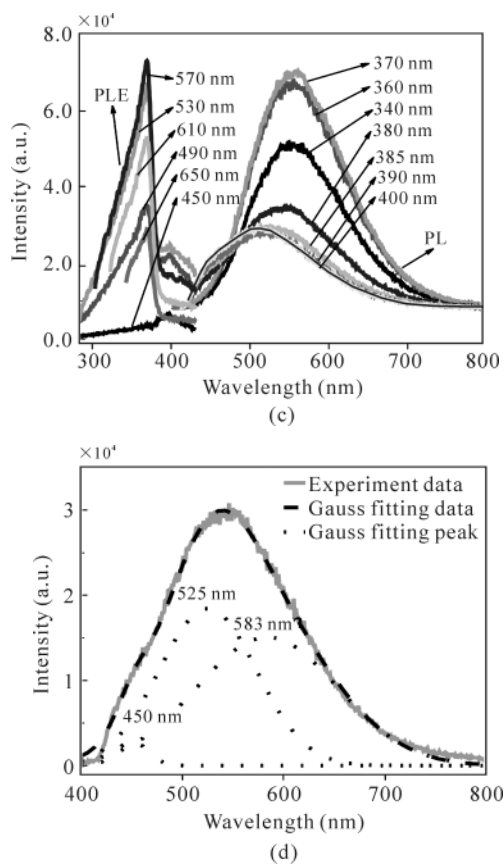 ×10⁴
8.0
6.0
4.0
2.0
0.0
Intensity (a.u.)
PLE
570 nm
530 nm
610 nm
490 nm
650 nm
450 nm
370 nm
360 nm
340 nm
380 nm
385 nm
390 nm
400 nm
PL
300 400 500 600 700 800
Wavelength (nm)
(c)
×10⁴
3
2
1
0
Intensity (a.u.)
Experiment data
Gauss fitting data
Gauss fitting peak
525 nm
583 nm
450 nm
400 500 600 700 800
Wavelength (nm)
(d)